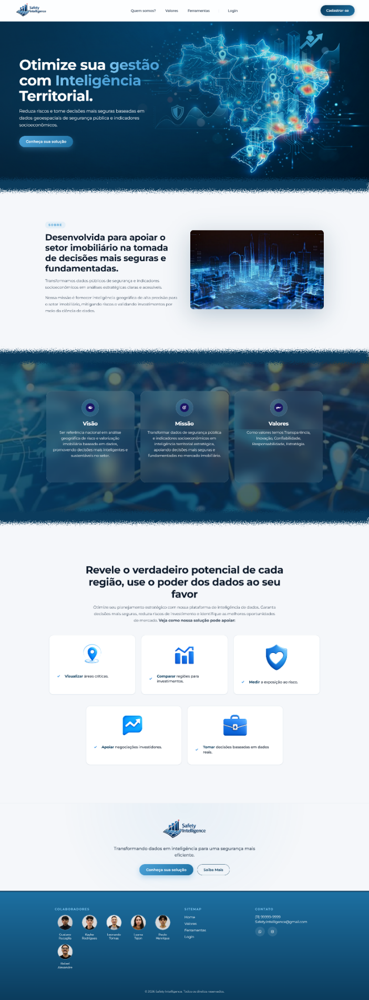 Safety
Intelligence
Quem somos?
Valores
Ferramentas
Login
Cadastrar-se
Otimize sua gestão
com Inteligência
Territorial.
Reduza riscos e tome decisões mais seguras baseadas em
dados geoespaciais de segurança pública e indicadores
socioeconômicos.
Conheça sua solução
SOBRE
Desenvolvida para apoiar o
setor imobiliário na tomada
de decisões mais seguras e
fundamentadas.
Transformamos dados públicos de segurança e indicadores
socioeconômicos em análises estratégicas claras e acessíveis.
Nossa missão é fornecer inteligência geográfica de alta precisão para
o setor imobiliário, mitigando riscos e validando investimentos por
meio da ciência de dados.
Visão
Ser referência nacional em análise
geográfica de risco e valorização
imobiliária baseada em dados,
promovendo decisões mais inteligentes e
sustentáveis no setor.
Missão
Transformar dados de segurança pública
e indicadores socioeconômicos em
inteligência territorial estratégica,
apoiando decisões mais seguras e
fundamentadas no mercado imobiliário.
Valores
Como valores temos Transparência,
Inovação, Confiabilidade,
Responsabilidade, Estratégia.
Revele o verdadeiro potencial de cada
região, use o poder dos dados ao seu
favor
Otimize seu planejamento estratégico com nossa plataforma de inteligência de dados. Garanta
decisões mais seguras, reduza riscos de investimento e identifique as melhores oportunidades
de mercado. Veja como nossa solução pode apoiar:
Visualizar áreas críticas.
Comparar regiões para
investimentos.
Medir a exposição ao risco.
Apoiar negociações investidores.
Tomar decisões baseadas em dados
reais.
Safety
Intelligence
Transformando dados em inteligência para uma segurança mais
eficiente.
Conheça sua solução
Saiba Mais
COLABORADORES
Gustavo
Rucaglia
Kayke
Rodrigues
Leonardo
Tomas
Luana
Tejon
Paulo
Henrique
Rafael
Alexandre
SITEMAP
Home
Valores
Ferramentas
Login
CONTATO
(11) 99999-9999
Safety.intelligence@gmail.com
© 2026 Safety Intelligence. Todos os direitos reservados.